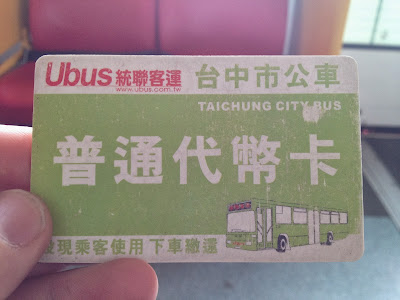 Ubus 統聯客運 台中市公車
www.ubus.com.tw
TAICHUNG CITY BUS
普通代幣卡
發現乘客使用 下車繳還